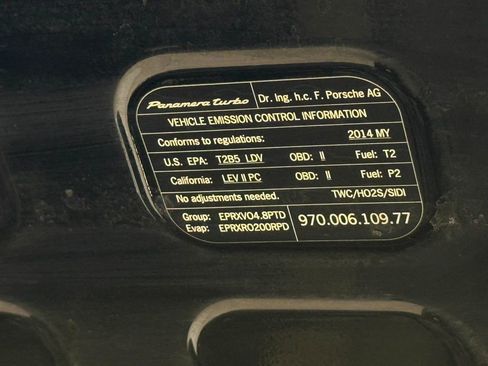 Panamera turbo Dr. Ing. h.c. F. Porsche AG
VEHICLE EMISSION CONTROL INFORMATION
Conforms to regulations: 2014 MY
U.S. EPA: T2B5 LDV OBD: II Fuel: T2
California: LEV II PC OBD: II Fuel: P2
No adjustments needed. TWC/HO2S/SIDI
Group: EPRXV04.8PTD
Evap: EPRXR0200RPD 970.006.109.77